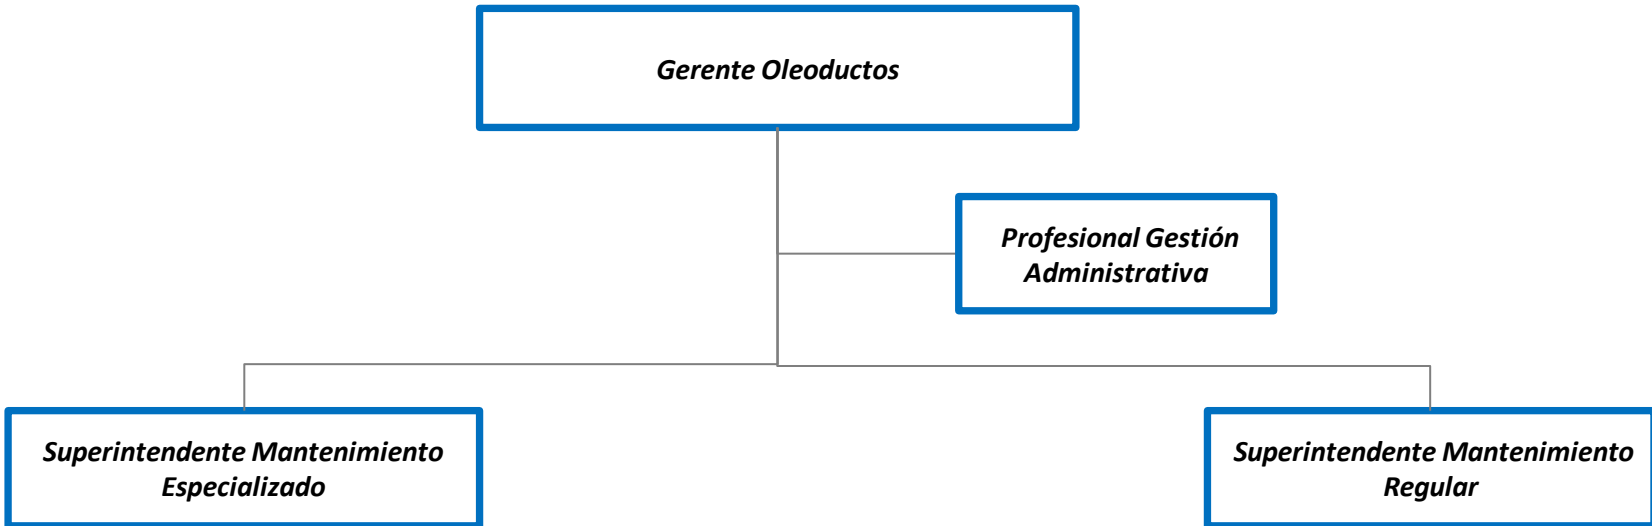 Gerente Oleoductos
Profesional Gestión
Administrativa
Superintendente Mantenimiento
Especializado
Superintendente Mantenimiento
Regular